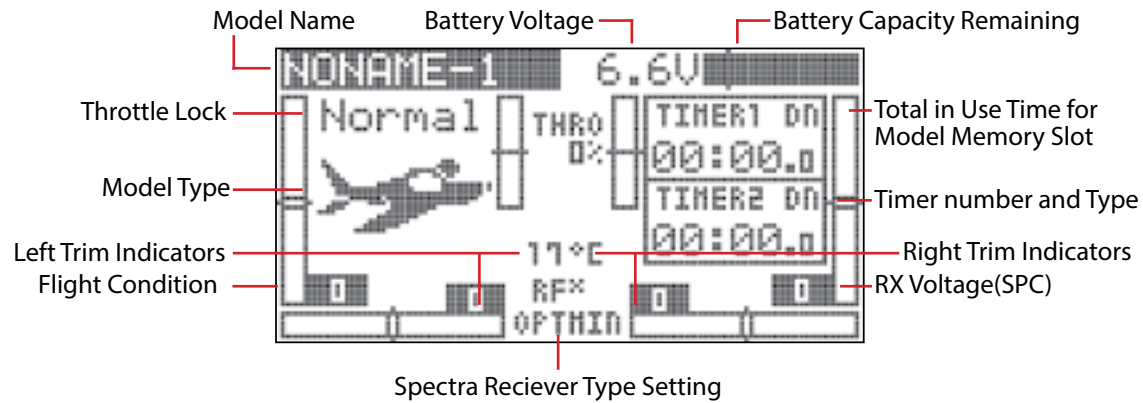 Model Name
Battery Voltage
Battery Capacity Remaining
NONAME-1
6.6V
Throttle Lock
Normal
THRO
0%
TIMER1 DN
00:00.0
Total in Use Time for
Model Memory Slot
Model Type
TIMER2 DN
00:00.0
Timer number and Type
Left Trim Indicators
17°C
Right Trim Indicators
Flight Condition
0
0
RFX
0
0
RX Voltage(SPC)
OPTMIN
Spectra Reciever Type Setting